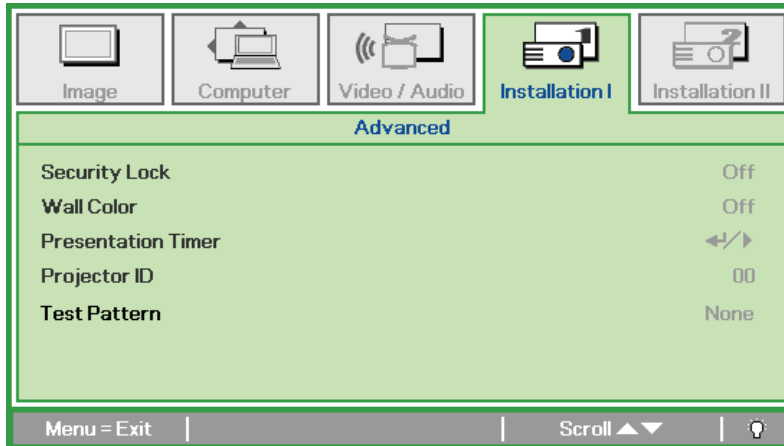 Image Computer Video / Audio Installation I Installation II
Advanced
Security Lock Off
Wall Color Off
Presentation Timer ↵/▶
Projector ID 00
Test Pattern None
Menu = Exit Scroll ▲▼